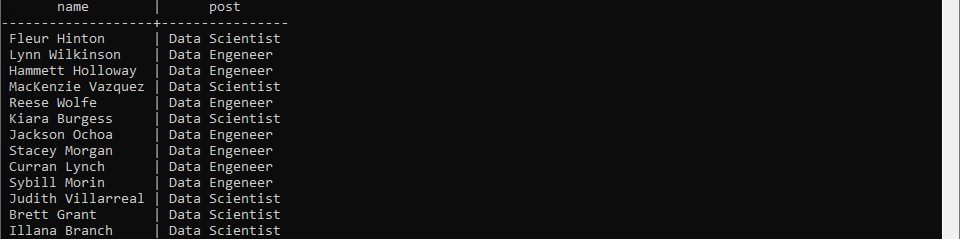 name | post
-------------------+----------------
Fleur Hinton | Data Scientist
Lynn Wilkinson | Data Engeneer
Hammett Holloway | Data Engeneer
MacKenzie Vazquez | Data Scientist
Reese Wolfe | Data Engeneer
Kiara Burgess | Data Scientist
Jackson Ochoa | Data Engeneer
Stacey Morgan | Data Engeneer
Curran Lynch | Data Engeneer
Sybill Morin | Data Engeneer
Judith Villarreal | Data Scientist
Brett Grant | Data Scientist
Illana Branch | Data Scientist